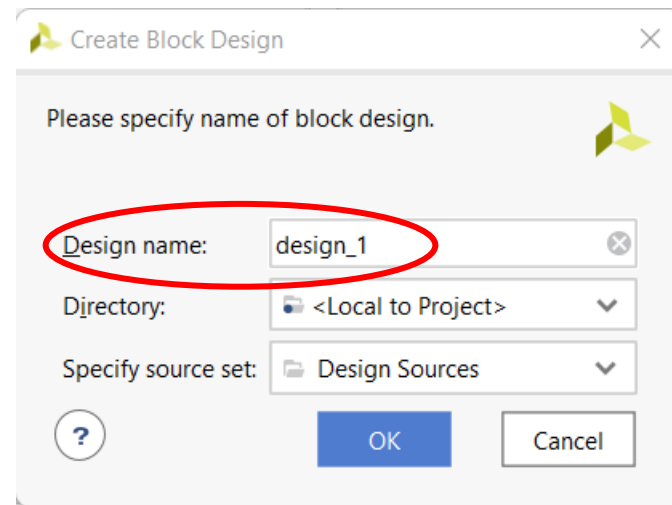 Create Block Design
Please specify name of block design.
Design name: design_1
Directory: <Local to Project>
Specify source set: Design Sources
? OK Cancel